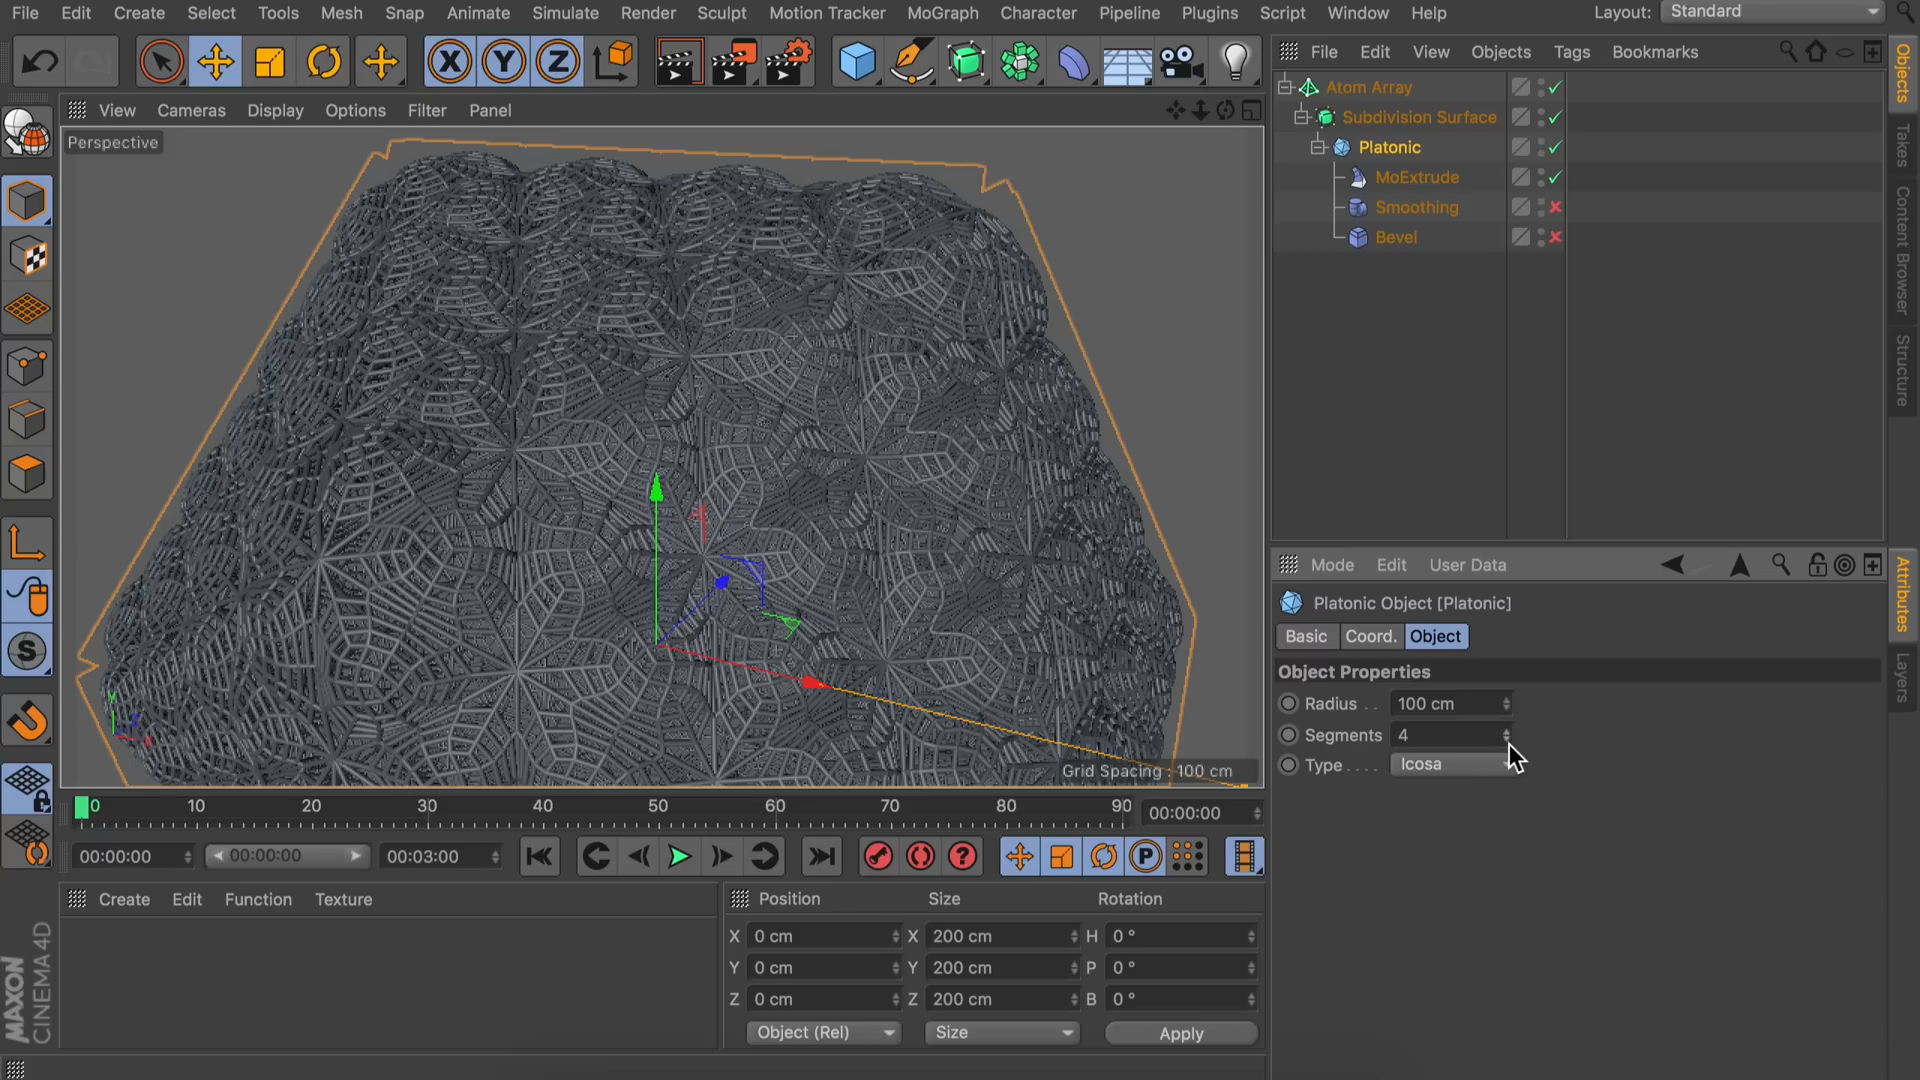 File Edit Create Select Tools Mesh Snap Animate Simulate Render Sculpt Motion Tracker MoGraph Character Pipeline Plugins Script Window Help Layout: Standard
X Y Z
File Edit View Objects Tags Bookmarks
View Cameras Display Options Filter Panel
Perspective
Atom Array
Subdivision Surface
Platonic
MoExtrude
Smoothing
Bevel
Objects
Takes
Content Browser
Structure
S
Y
Z
X
Grid Spacing : 100 cm
Mode Edit User Data
Platonic Object [Platonic]
Basic Coord. Object
Object Properties
Radius . . 100 cm
Segments 4
Type . . . . Icosa
Attributes
Layers
0 10 20 30 40 50 60 70 80 90 00:00:00
00:00:00 00:00:00 00:03:00 ? P
Create Edit Function Texture
Position Size Rotation
X 0 cm X 200 cm H 0 °
Y 0 cm Y 200 cm P 0 °
Z 0 cm Z 200 cm B 0 °
Object (Rel) Size Apply
MAXON
CINEMA 4D